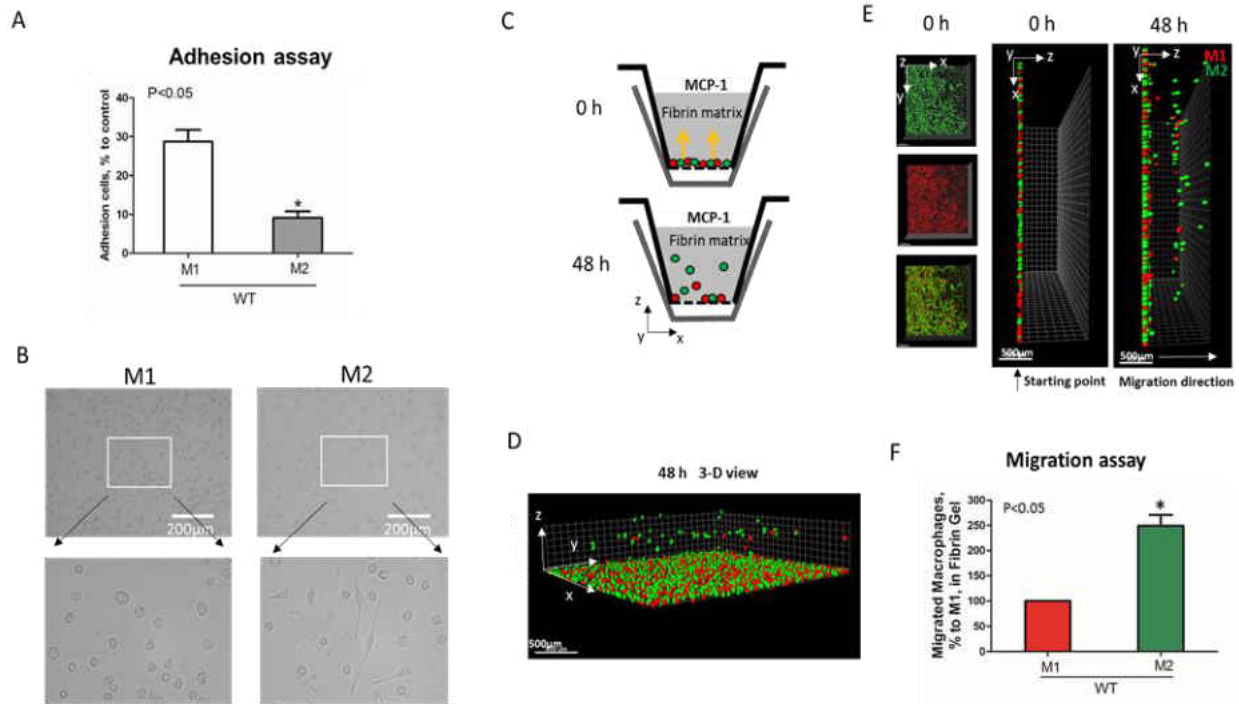 A
Adhesion assay
P<0.05
Adhesion cells, % to control
40
30
20
10
0
*
M1
M2
WT
B
M1
M2
200µm
200µm
C
0 h
MCP-1
Fibrin matrix
48 h
MCP-1
Fibrin matrix
z
y
x
D
48 h 3-D view
z
y
x
500µm
E
0 h
0 h
48 h
z
x
y
y
z
x
y
z
x
M1
M2
500µm
500µm
Starting point
Migration direction
F
Migration assay
P<0.05
Migrated Macrophages,
% to M1, in Fibrin Gel
300
250
200
150
100
50
0
*
M1
M2
WT